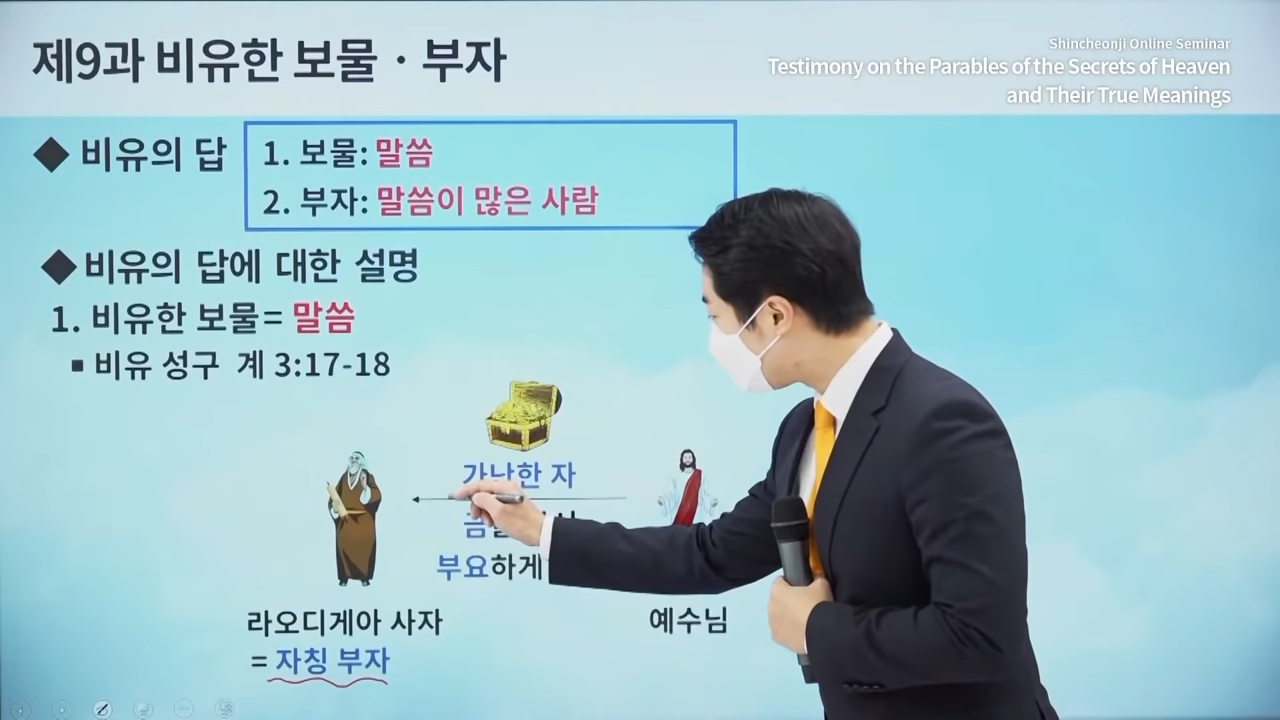 제9과 비유한 보물 · 부자
Shincheonji Online Seminar
Testimony on the Parables of the Secrets of Heaven
and Their True Meanings
◆ 비유의 답
1. 보물: 말씀
2. 부자: 말씀이 많은 사람
◆ 비유의 답에 대한 설명
1. 비유한 보물= 말씀
▪ 비유 성구 계 3:17-18
가난한 자
부요하게
라오디게아 사자
= 자칭 부자
예수님